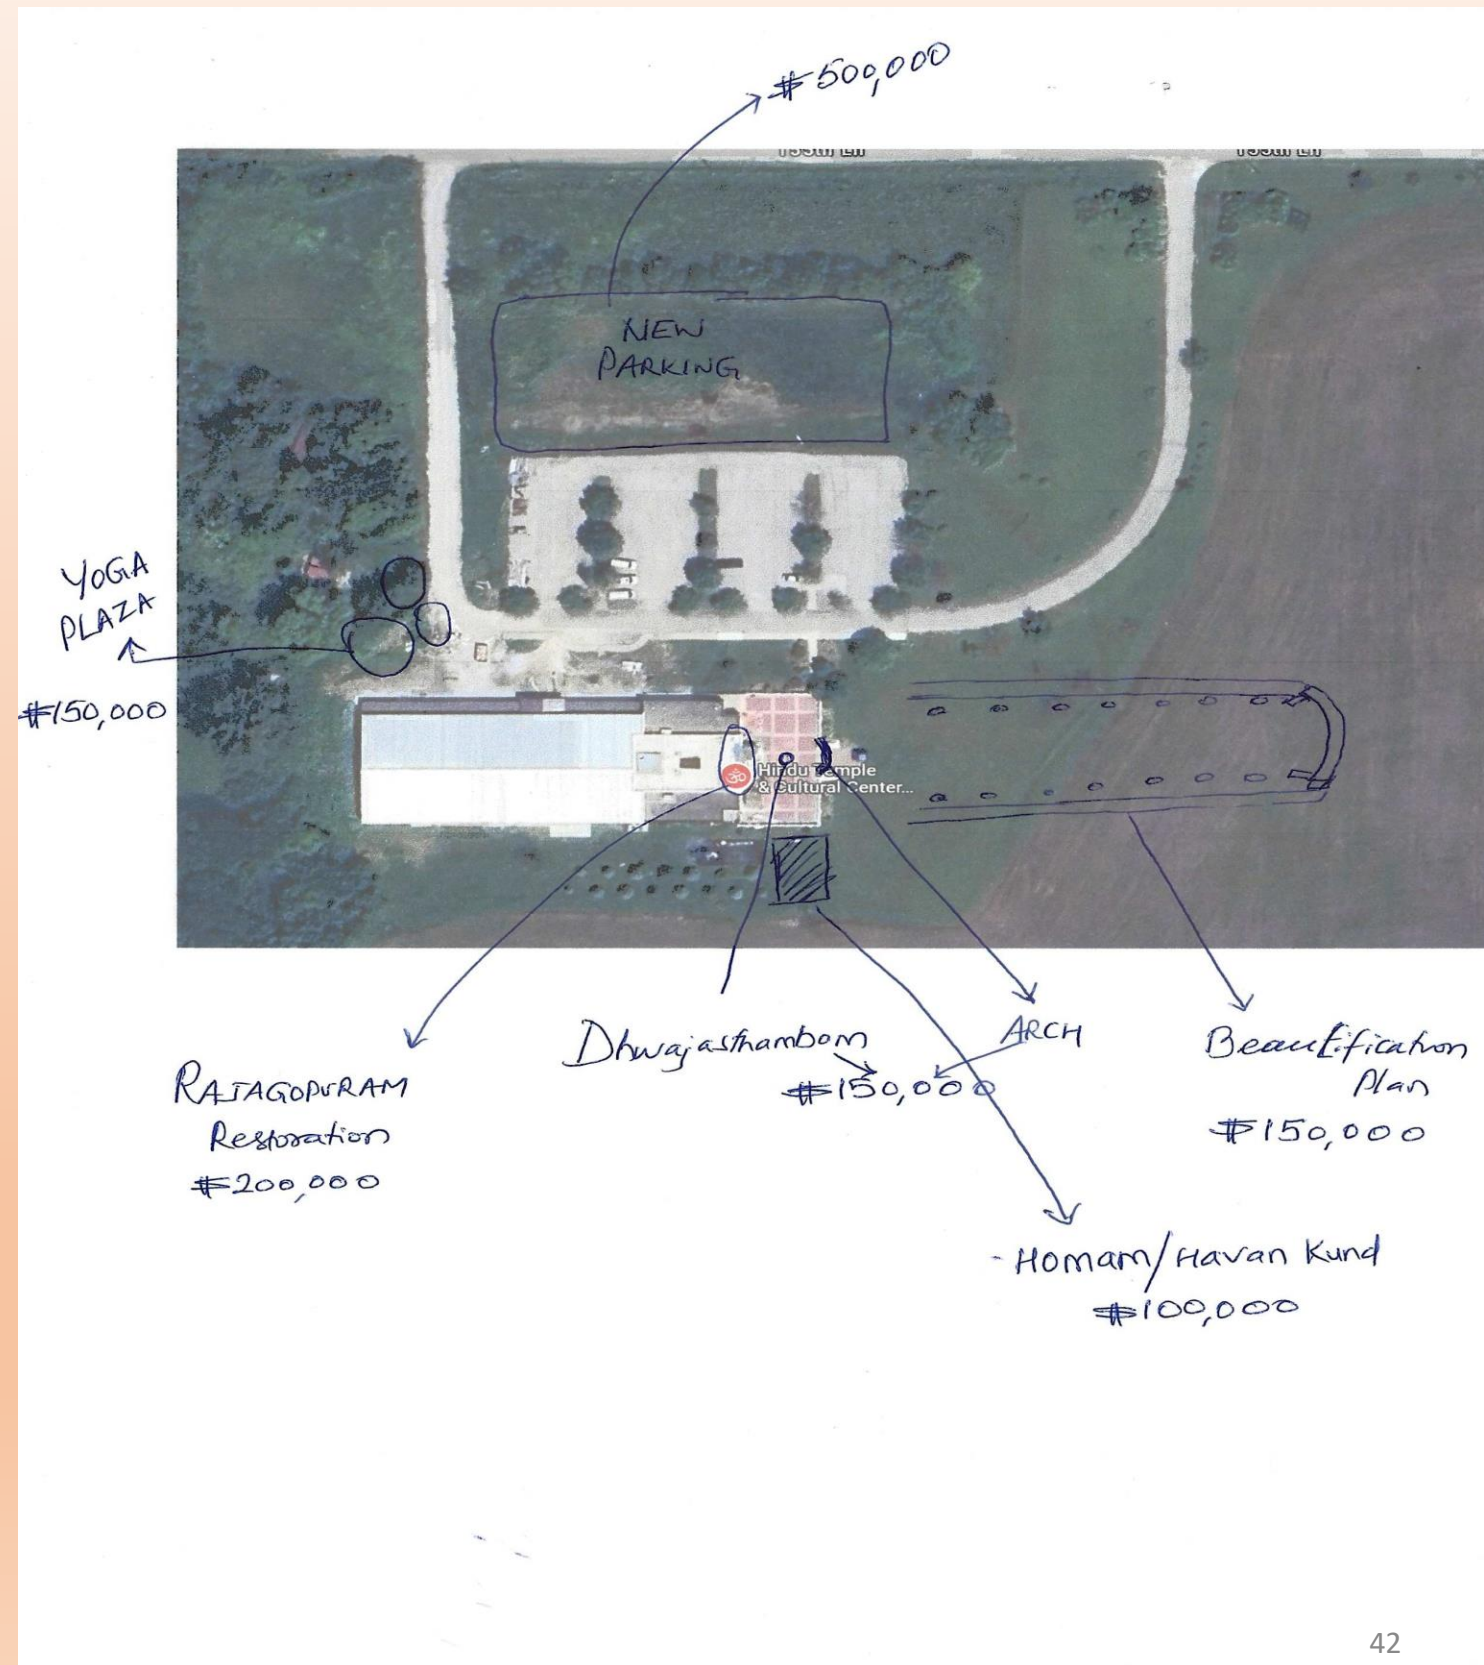 $500,000
NEW
PARKING
YOGA
PLAZA
$150,000
Hindu Temple
& Cultural Center...
Dhwajasthambam
ARCH
$150,000
RAJAGOPURAM
Restoration
$200,000
Beautification
Plan
$150,000
- Homam/Havan Kund
$100,000
42